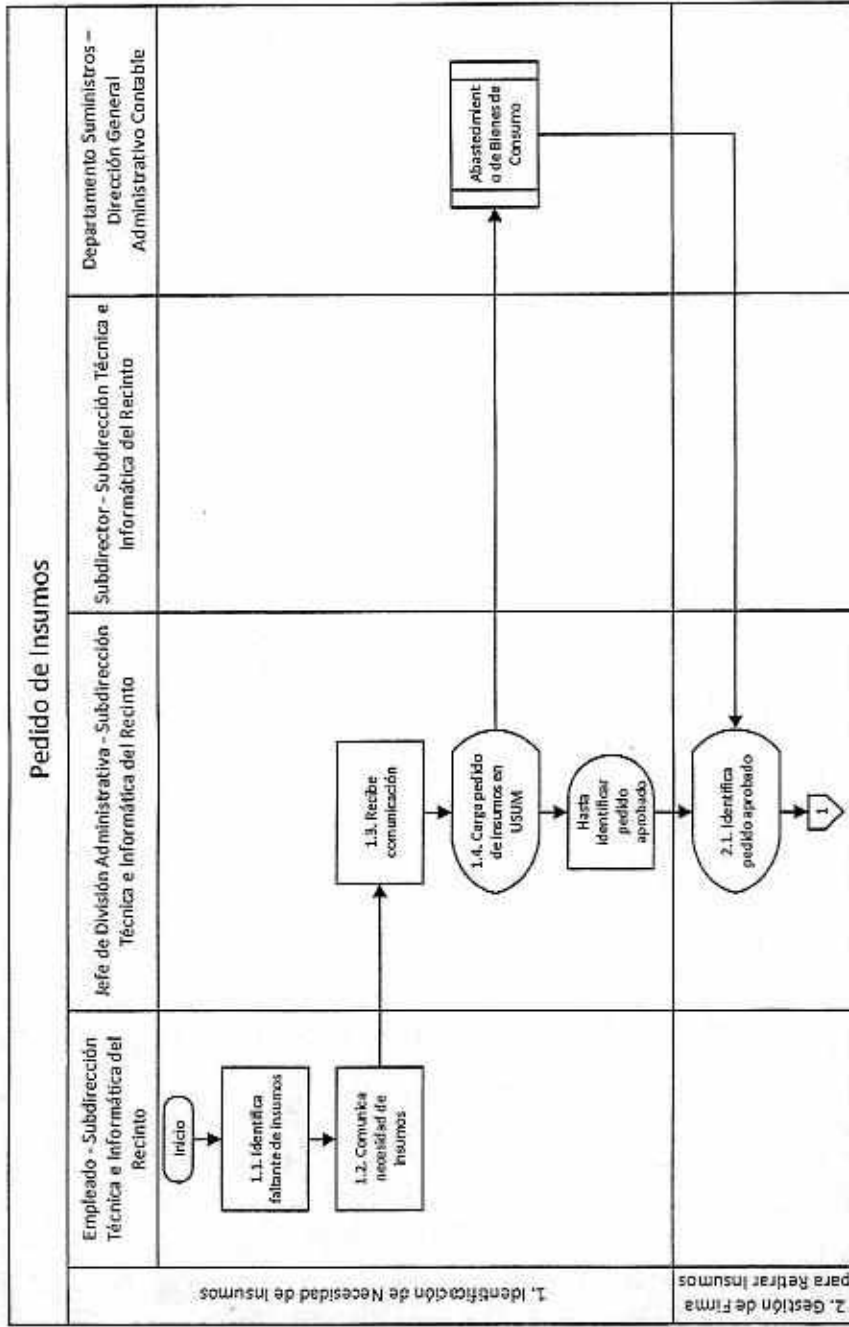 Pedido de Insumos
Empleado - Subdirección
Técnica e Informática del
Recinto
Jefe de División Administrativa - Subdirección
Técnica e Informática del Recinto
Subdirector - Subdirección Técnica e
Informática del Recinto
Departamento Suministros –
Dirección General
Administrativo Contable
1. Identificación de Necesidad de Insumos
Inicio
1.1. Identifica
faltante de insumos
1.2. Comunica
necesidad de
insumos
1.3. Recibe
comunicación
1.4. Carga pedido
de insumos en
USUM
Abastecimient
o de Bienes de
Consumo
Hasta
identificar
pedido
aprobado
2. Gestión de Firma
para Retirar Insumos
2.1. Identifica
pedido aprobado
1